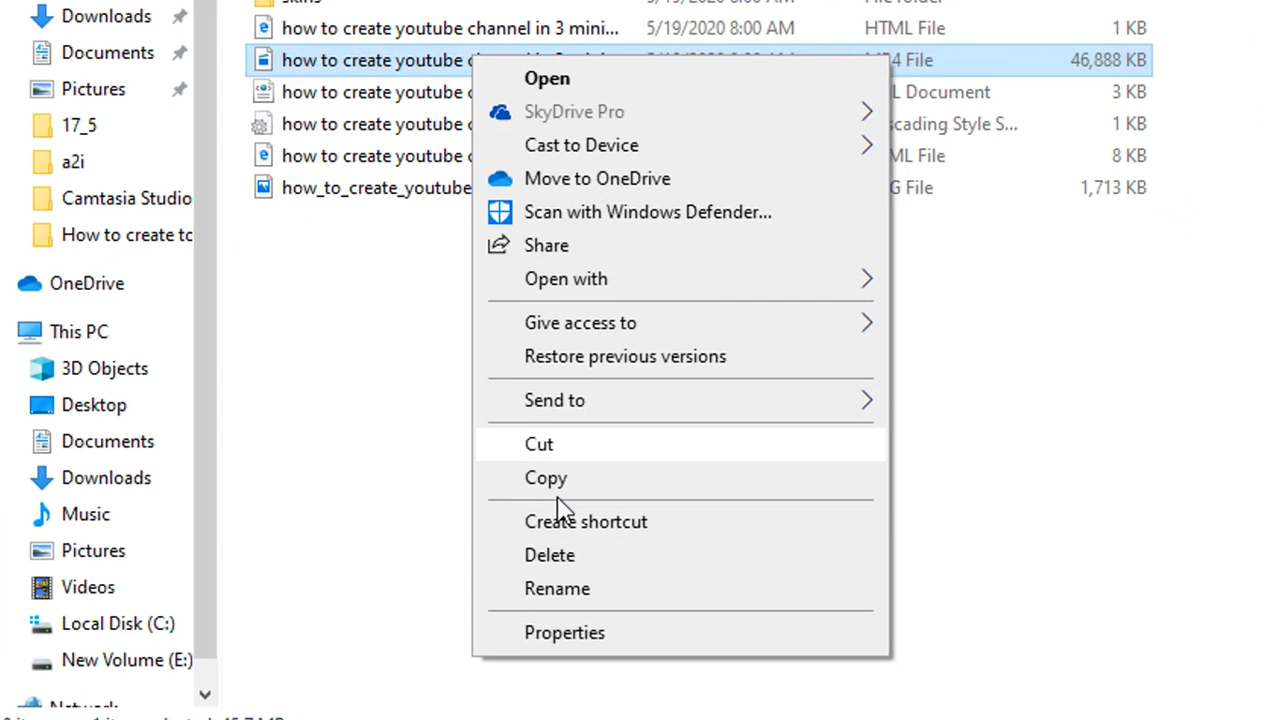 Downloads
Documents
Pictures
17_5
a2i
Camtasia Studio
How to create tc
OneDrive
This PC
3D Objects
Desktop
Documents
Downloads
Music
Pictures
Videos
Local Disk (C:)
New Volume (E:)
how to create youtube channel in 3 mini... 5/19/2020 8:00 AM HTML File 1 KB
how to create youtube 46,888 KB
how to create youtube L Document 3 KB
how to create youtube scading Style S... 1 KB
how to create youtube ML File 8 KB
how_to_create_youtube G File 1,713 KB
Open
SkyDrive Pro
Cast to Device
Move to OneDrive
Scan with Windows Defender...
Share
Open with
Give access to
Restore previous versions
Send to
Cut
Copy
Create shortcut
Delete
Rename
Properties